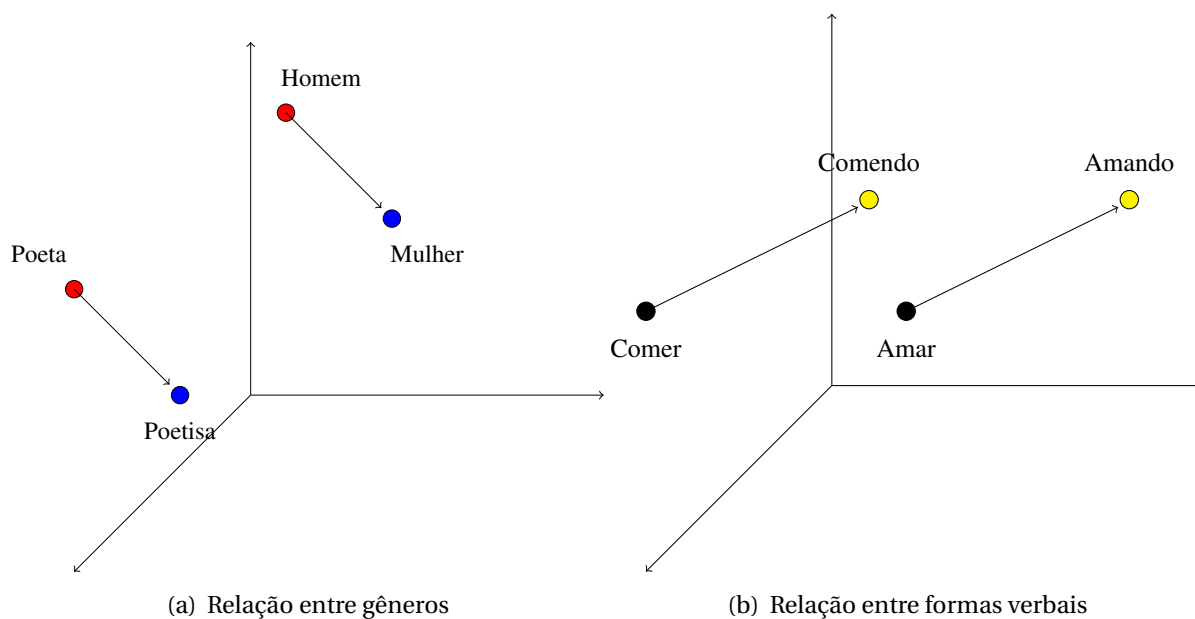 Homem
Mulher
Poeta
Poetisa
(a) Relação entre gêneros
Comendo
Amando
Comer
Amar
(b) Relação entre formas verbais